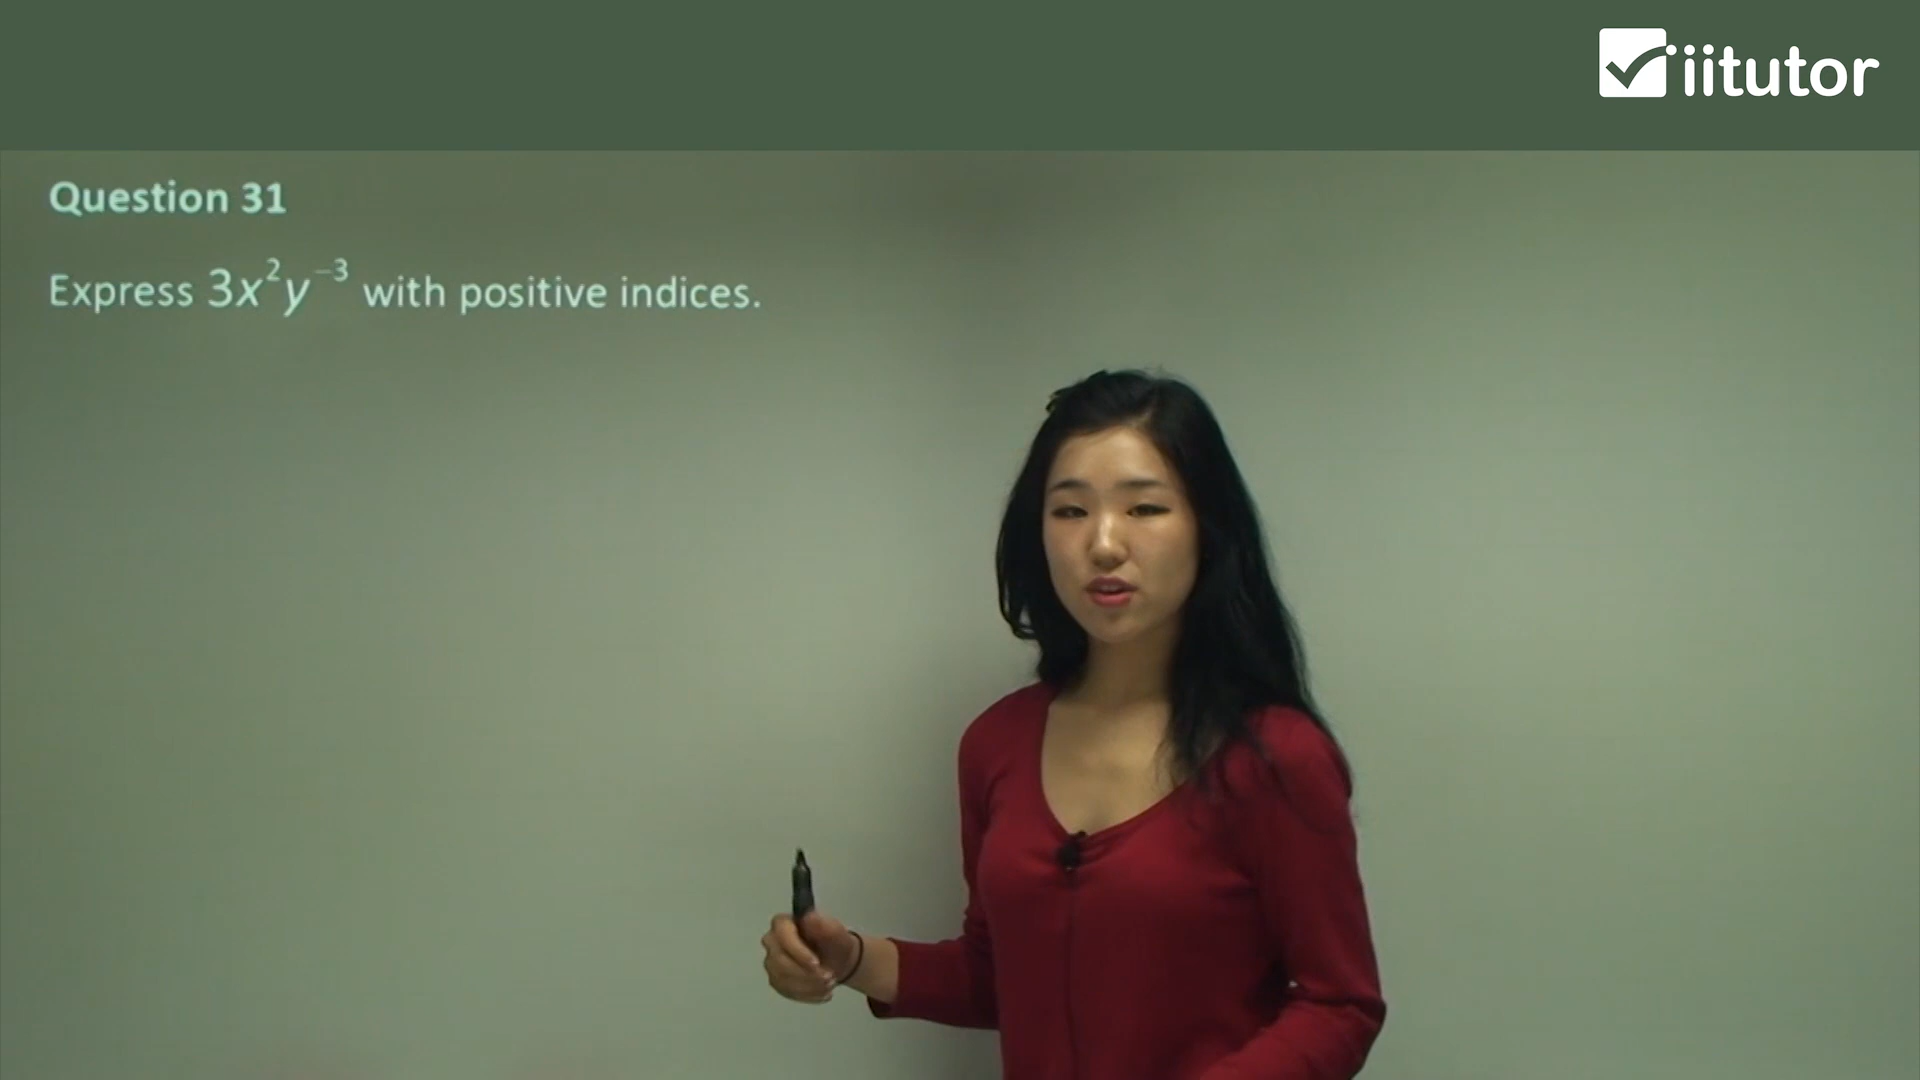 iitutor
Question 31
Express 3x²y⁻³ with positive indices.